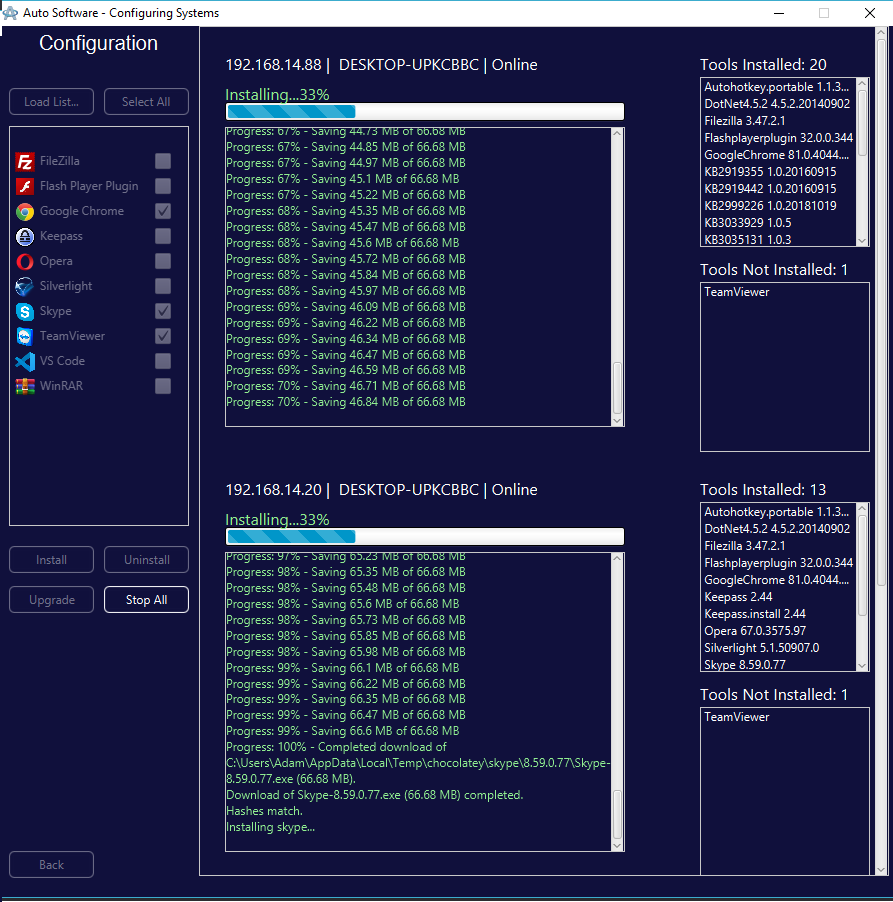 Auto Software - Configuring Systems
Configuration
Load List...
Select All
FileZilla
Flash Player Plugin
Google Chrome
Keepass
Opera
Silverlight
Skype
TeamViewer
VS Code
WinRAR
Install
Uninstall
Upgrade
Stop All
Back
192.168.14.88 | DESKTOP-UPKCBBC | Online
Installing...33%
Progress: 67% - Saving 44.73 MB of 66.68 MB
Progress: 67% - Saving 44.85 MB of 66.68 MB
Progress: 67% - Saving 44.97 MB of 66.68 MB
Progress: 67% - Saving 45.1 MB of 66.68 MB
Progress: 67% - Saving 45.22 MB of 66.68 MB
Progress: 68% - Saving 45.35 MB of 66.68 MB
Progress: 68% - Saving 45.47 MB of 66.68 MB
Progress: 68% - Saving 45.6 MB of 66.68 MB
Progress: 68% - Saving 45.72 MB of 66.68 MB
Progress: 68% - Saving 45.84 MB of 66.68 MB
Progress: 68% - Saving 45.97 MB of 66.68 MB
Progress: 69% - Saving 46.09 MB of 66.68 MB
Progress: 69% - Saving 46.22 MB of 66.68 MB
Progress: 69% - Saving 46.34 MB of 66.68 MB
Progress: 69% - Saving 46.47 MB of 66.68 MB
Progress: 69% - Saving 46.59 MB of 66.68 MB
Progress: 70% - Saving 46.71 MB of 66.68 MB
Progress: 70% - Saving 46.84 MB of 66.68 MB
Tools Installed: 20
Autohotkey.portable 1.1.3...
DotNet4.5.2 4.5.2.20140902
Filezilla 3.47.2.1
Flashplayerplugin 32.0.0.344
GoogleChrome 81.0.4044....
KB2919355 1.0.20160915
KB2919442 1.0.20160915
KB2999226 1.0.20181019
KB3033929 1.0.5
KB3035131 1.0.3
Tools Not Installed: 1
TeamViewer
192.168.14.20 | DESKTOP-UPKCBBC | Online
Installing...33%
Progress: 97% - Saving 65.23 MB of 66.68 MB
Progress: 98% - Saving 65.35 MB of 66.68 MB
Progress: 98% - Saving 65.48 MB of 66.68 MB
Progress: 98% - Saving 65.6 MB of 66.68 MB
Progress: 98% - Saving 65.73 MB of 66.68 MB
Progress: 98% - Saving 65.85 MB of 66.68 MB
Progress: 98% - Saving 65.98 MB of 66.68 MB
Progress: 99% - Saving 66.1 MB of 66.68 MB
Progress: 99% - Saving 66.22 MB of 66.68 MB
Progress: 99% - Saving 66.35 MB of 66.68 MB
Progress: 99% - Saving 66.47 MB of 66.68 MB
Progress: 99% - Saving 66.6 MB of 66.68 MB
Progress: 100% - Completed download of
C:\Users\Adam\AppData\Local\Temp\chocolatey\skype\8.59.0.77\Skype-
8.59.0.77.exe (66.68 MB).
Download of Skype-8.59.0.77.exe (66.68 MB) completed.
Hashes match.
Installing skype...
Tools Installed: 13
Autohotkey.portable 1.1.3...
DotNet4.5.2 4.5.2.20140902
Filezilla 3.47.2.1
Flashplayerplugin 32.0.0.344
GoogleChrome 81.0.4044....
Keepass 2.44
Keepass.install 2.44
Opera 67.0.3575.97
Silverlight 5.1.50907.0
Skype 8.59.0.77
Tools Not Installed: 1
TeamViewer